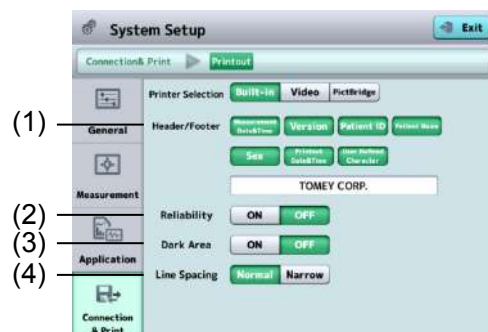 System Setup
Exit
Connection& Print
Printout
Printer Selection
Built-in
Video
PictBridge
(1)
Header/Footer
Measurement
Date&Time
Version
Patient ID
Patient Name
General
Sex
Printout
Date&Time
User Defined
Character
TOMEY CORP.
Measurement
(2)
Reliability
ON
OFF
(3)
Dark Area
ON
OFF
Application
(4)
Line Spacing
Normal
Narrow
Connection
& Print